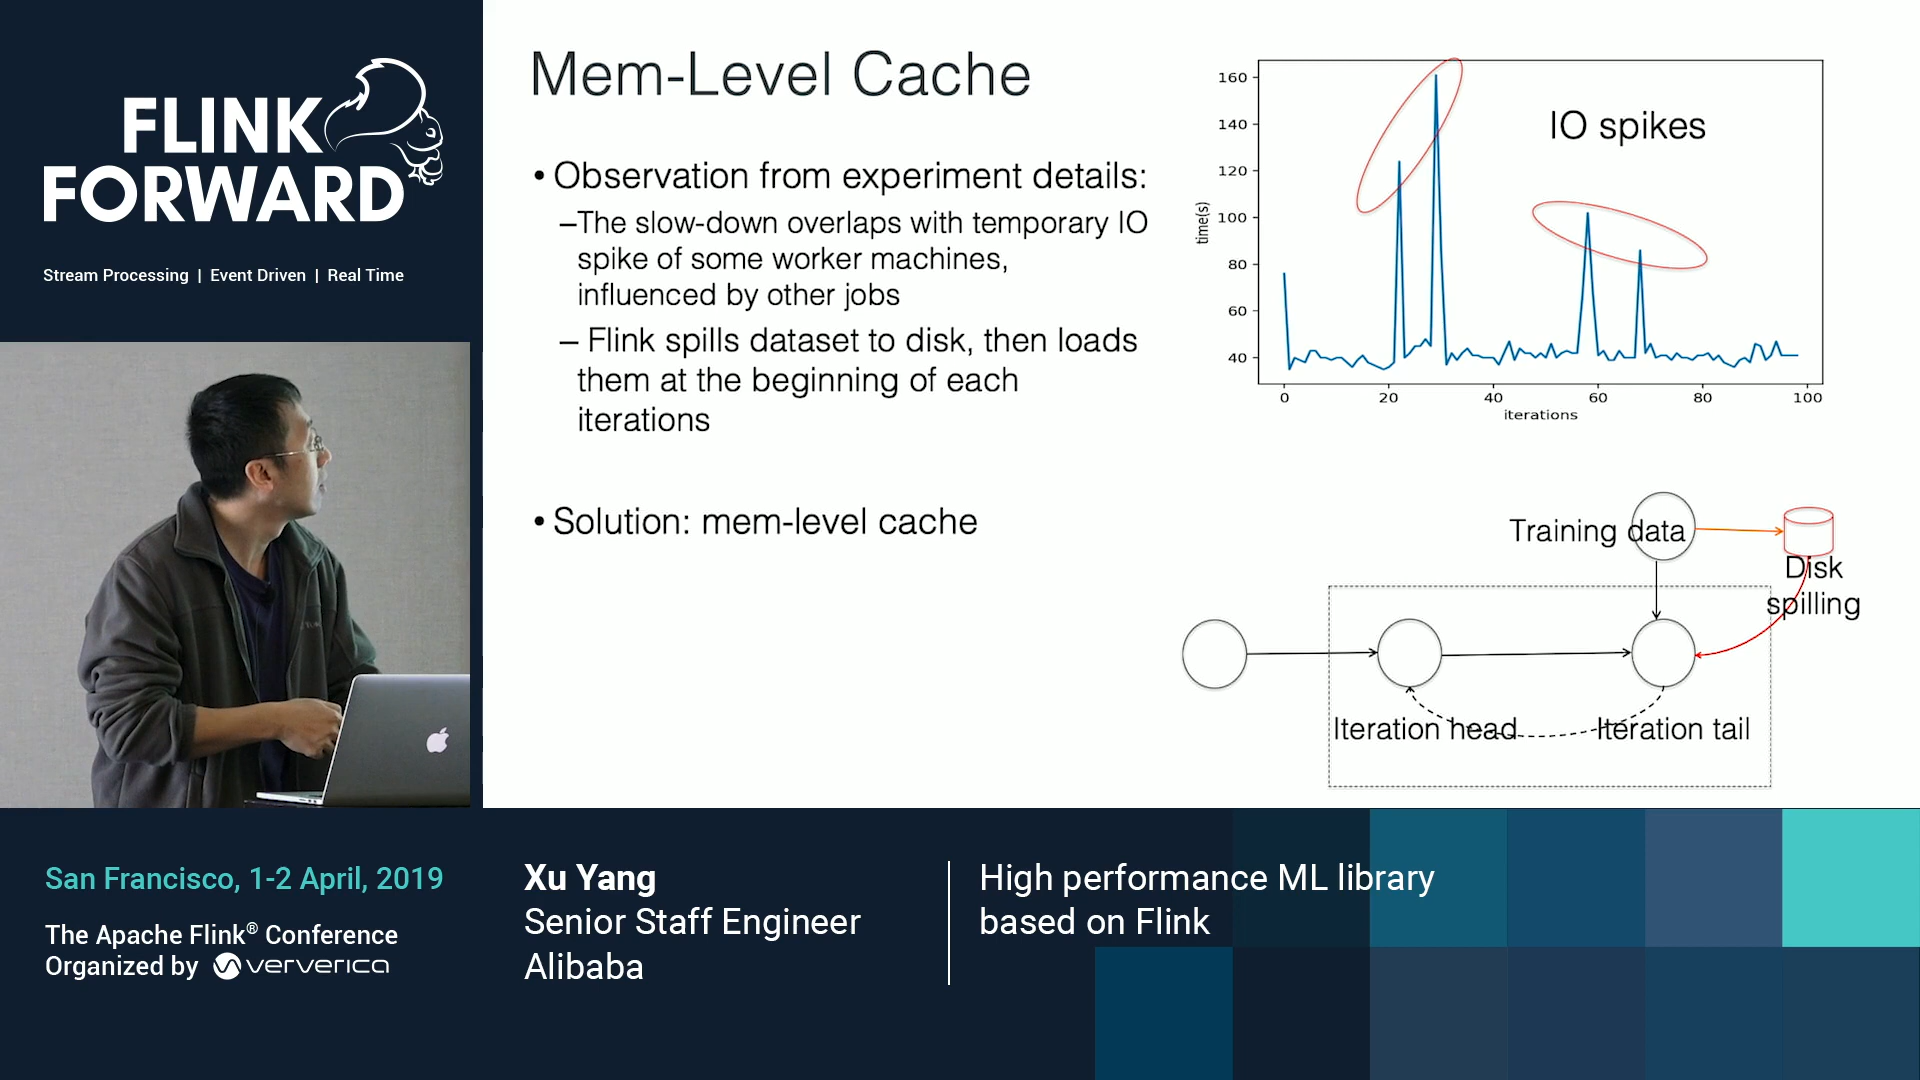 FLINK
FORWARD
Stream Processing | Event Driven | Real Time
Mem-Level Cache
• Observation from experiment details:
–The slow-down overlaps with temporary IO
spike of some worker machines,
influenced by other jobs
– Flink spills dataset to disk, then loads
them at the beginning of each
iterations
• Solution: mem-level cache
IO spikes
time(s)
160
140
120
100
80
60
40
0 20 40 60 80 100
iterations
Training data
Disk
spilling
Iteration head
Iteration tail
San Francisco, 1-2 April, 2019
The Apache Flink® Conference
Organized by ververica
Xu Yang
Senior Staff Engineer
Alibaba
High performance ML library
based on Flink